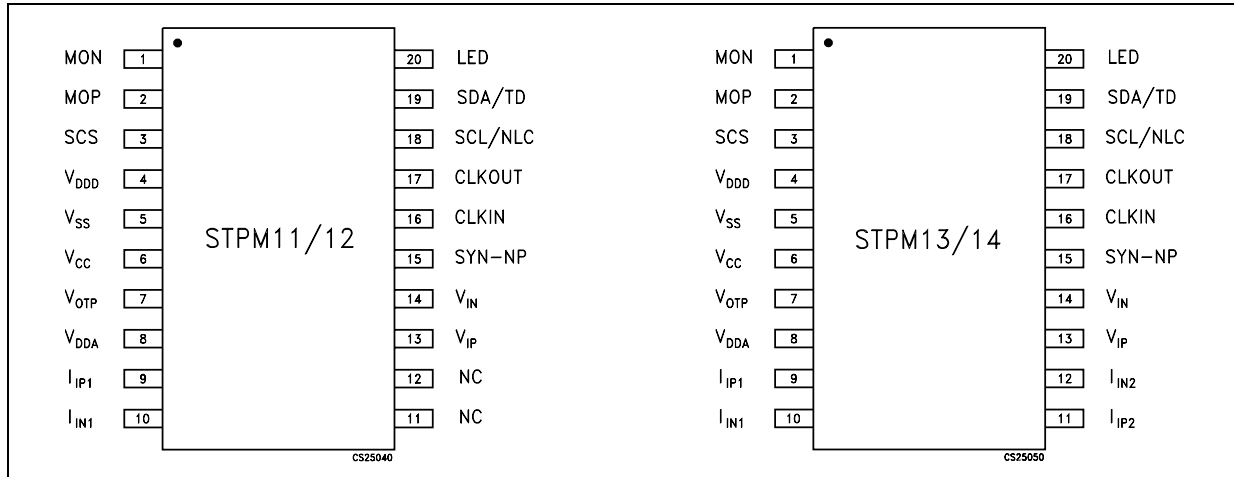 MON 1 20 LED
MOP 2 19 SDA/TD
SCS 3 18 SCL/NLC
VDDD 4 17 CLKOUT
VSS 5 16 CLKIN
VCC 6 15 SYN-NP
VOTP 7 14 VIN
VDDA 8 13 VIP
IIP1 9 12 NC
IIN1 10 11 NC
STPM11/12
CS25040
MON 1 20 LED
MOP 2 19 SDA/TD
SCS 3 18 SCL/NLC
VDDD 4 17 CLKOUT
VSS 5 16 CLKIN
VCC 6 15 SYN-NP
VOTP 7 14 VIN
VDDA 8 13 VIP
IIP1 9 12 IIN2
IIN1 10 11 IIP2
STPM13/14
CS25050